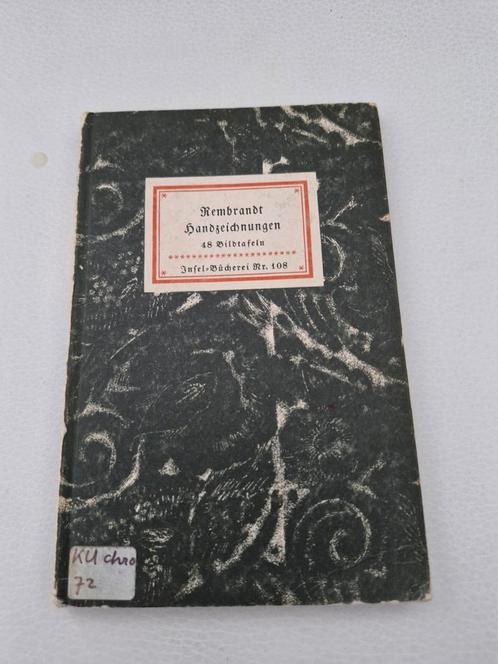 Rembrandt
Handzeichnungen
48 Bildtafeln
Insel-Bücherei Nr. 108
KU chro
72